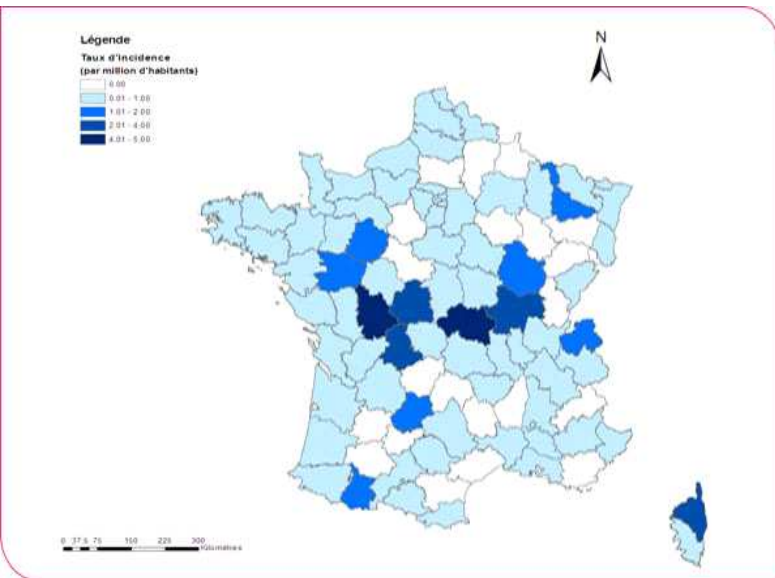 Légende
Taux d'incidence
(par million d'habitants)
0.00
0.01 - 1.00
1.01 - 2.00
2.01 - 4.00
4.01 - 5.00
N
0 37.5 75 150 225 300
Kilomètres